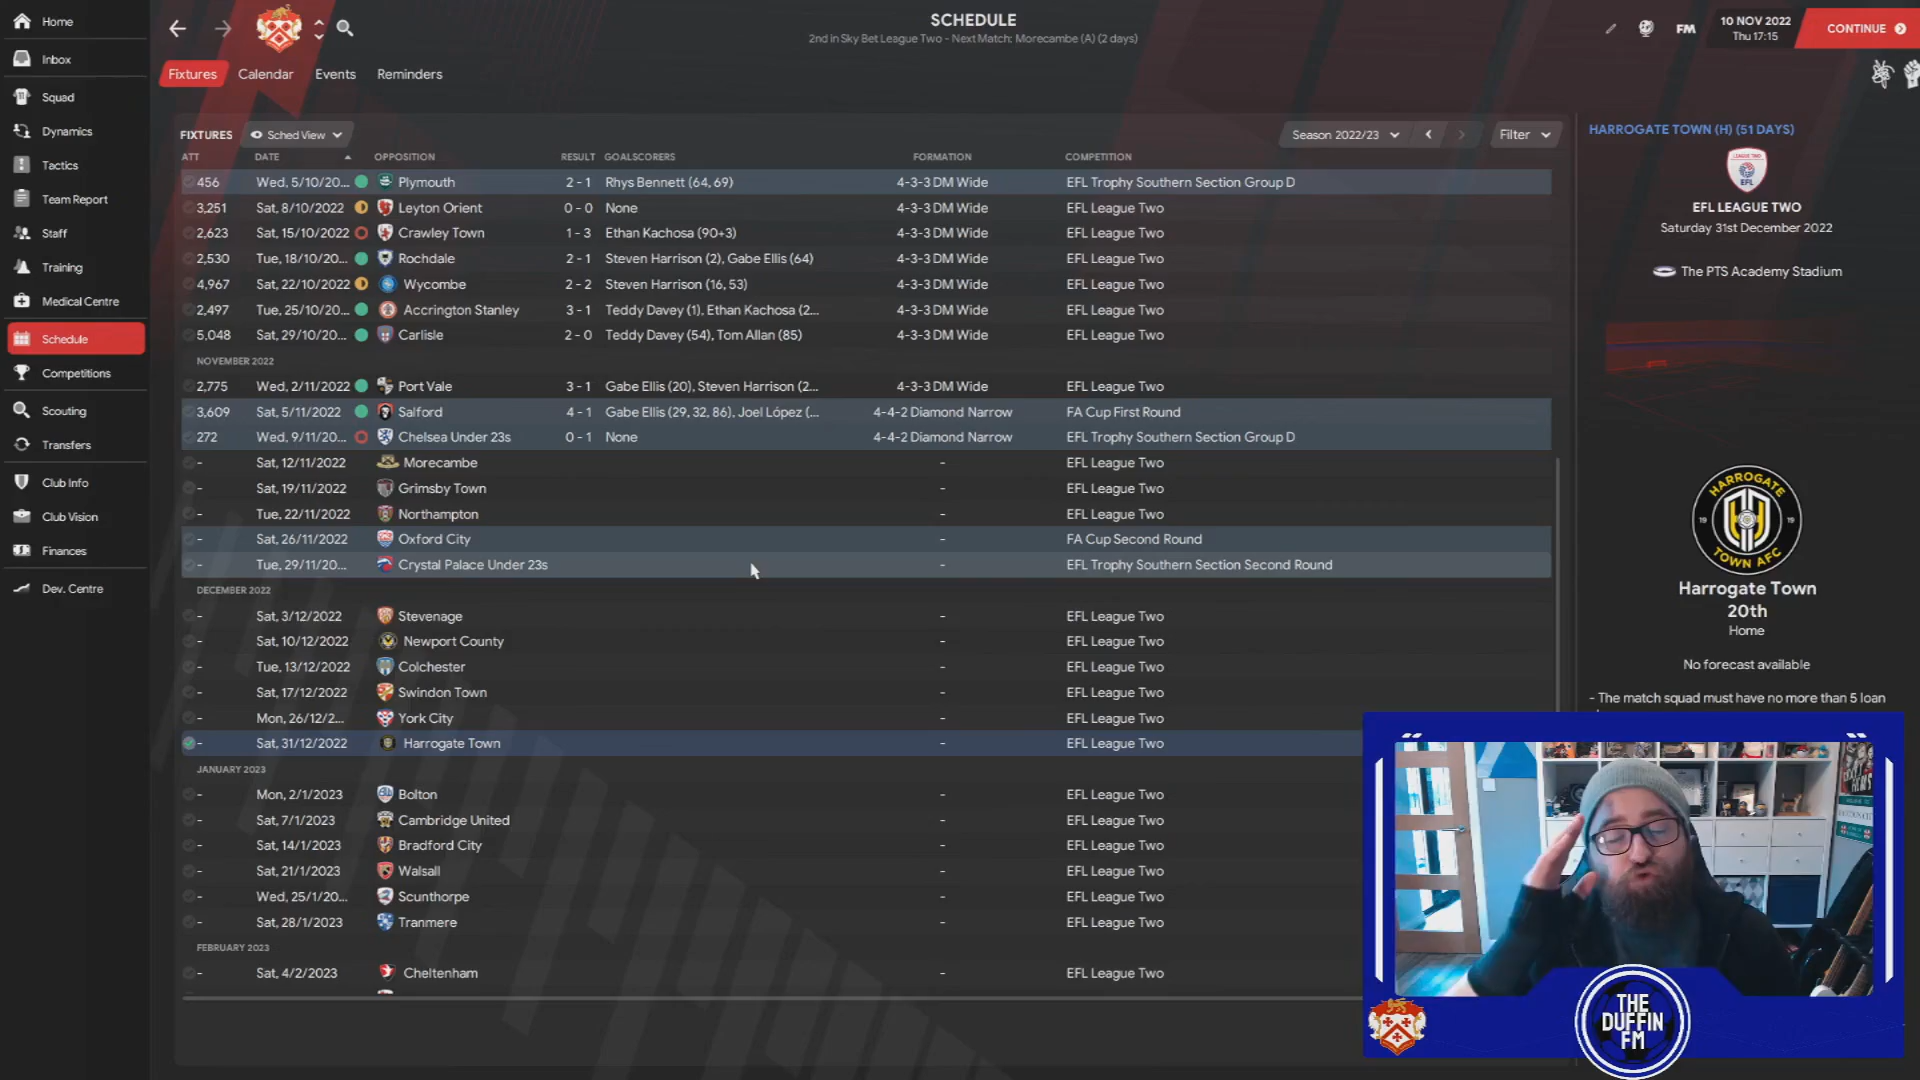 Home
Inbox
Squad
Dynamics
Tactics
Team Report
Staff
Training
Medical Centre
Schedule
Competitions
Scouting
Transfers
Club Info
Club Vision
Finances
Dev. Centre
SCHEDULE
2nd in Sky Bet League Two - Next Match: Morecambe (A) (2 days)
FM
10 NOV 2022
Thu 17:15
CONTINUE
Fixtures Calendar Events Reminders
FIXTURES Sched View Season 2022/23 Filter
ATT DATE OPPOSITION RESULT GOALSCORERS FORMATION COMPETITION
456 Wed, 5/10/20... Plymouth 2 - 1 Rhys Bennett (64, 69) 4-3-3 DM Wide EFL Trophy Southern Section Group D
3,251 Sat, 8/10/2022 Leyton Orient 0 - 0 None 4-3-3 DM Wide EFL League Two
2,623 Sat, 15/10/2022 Crawley Town 1 - 3 Ethan Kachosa (90+3) 4-3-3 DM Wide EFL League Two
2,530 Tue, 18/10/20... Rochdale 2 - 1 Steven Harrison (2), Gabe Ellis (64) 4-3-3 DM Wide EFL League Two
4,967 Sat, 22/10/2022 Wycombe 2 - 2 Steven Harrison (16, 53) 4-3-3 DM Wide EFL League Two
2,497 Tue, 25/10/20... Accrington Stanley 3 - 1 Teddy Davey (1), Ethan Kachosa (2... 4-3-3 DM Wide EFL League Two
5,048 Sat, 29/10/20... Carlisle 2 - 0 Teddy Davey (54), Tom Allan (85) 4-3-3 DM Wide EFL League Two
NOVEMBER 2022
2,775 Wed, 2/11/2022 Port Vale 3 - 1 Gabe Ellis (20), Steven Harrison (2... 4-3-3 DM Wide EFL League Two
3,609 Sat, 5/11/2022 Salford 4 - 1 Gabe Ellis (29, 32, 86), Joel López (... 4-4-2 Diamond Narrow FA Cup First Round
272 Wed, 9/11/20... Chelsea Under 23s 0 - 1 None 4-4-2 Diamond Narrow EFL Trophy Southern Section Group D
- Sat, 12/11/2022 Morecambe - EFL League Two
- Sat, 19/11/2022 Grimsby Town - EFL League Two
- Tue, 22/11/2022 Northampton - EFL League Two
- Sat, 26/11/2022 Oxford City - FA Cup Second Round
- Tue, 29/11/20... Crystal Palace Under 23s - EFL Trophy Southern Section Second Round
DECEMBER 2022
- Sat, 3/12/2022 Stevenage - EFL League Two
- Sat, 10/12/2022 Newport County - EFL League Two
- Tue, 13/12/2022 Colchester - EFL League Two
- Sat, 17/12/2022 Swindon Town - EFL League Two
- Mon, 26/12/2... York City - EFL League Two
- Sat, 31/12/2022 Harrogate Town - EFL League Two
JANUARY 2023
- Mon, 2/1/2023 Bolton - EFL League Two
- Sat, 7/1/2023 Cambridge United - EFL League Two
- Sat, 14/1/2023 Bradford City - EFL League Two
- Sat, 21/1/2023 Walsall - EFL League Two
- Wed, 25/1/20... Scunthorpe - EFL League Two
- Sat, 28/1/2023 Tranmere - EFL League Two
FEBRUARY 2023
- Sat, 4/2/2023 Cheltenham - EFL League Two
HARROGATE TOWN (H) (51 DAYS)
EFL
EFL LEAGUE TWO
Saturday 31st December 2022
The PTS Academy Stadium
HARROGATE
19 19
TOWN AFC
Harrogate Town
20th
Home
No forecast available
- The match squad must have no more than 5 loan
THE
DUFFIN
FM